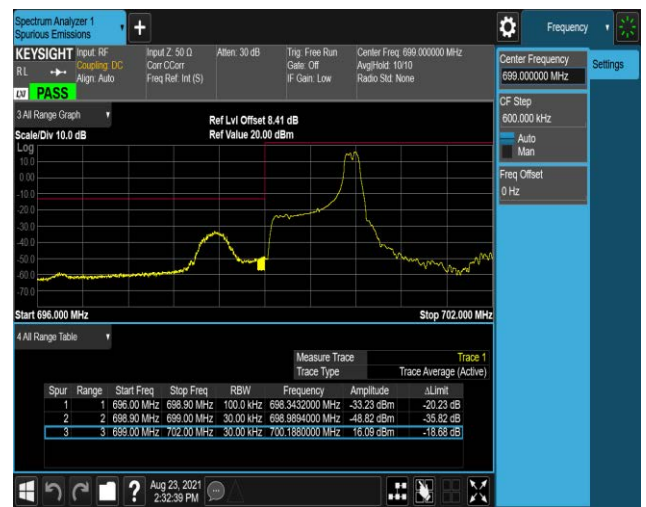 Spectrum Analyzer 1
Spurious Emissions
Frequency
KEYSIGHT Input: RF Input Z: 50 Ω Atten: 30 dB Trig: Free Run Center Freq: 699.000000 MHz
RL Coupling: DC Corr CCorr Gate: Off Avg|Hold: 10/10
Align: Auto Freq Ref: Int (S) IF Gain: Low Radio Std: None
LXI PASS
Center Frequency
699.000000 MHz
Settings
CF Step
600.000 kHz
Auto
Man
Freq Offset
0 Hz
3 All Range Graph
Ref Lvl Offset 8.41 dB
Scale/Div 10.0 dB Ref Value 20.00 dBm
Log
10.0
0.00
-10.0
-20.0
-30.0
-40.0
-50.0
-60.0
-70.0
Start 696.000 MHz Stop 702.000 MHz
4 All Range Table
Measure Trace Trace 1
Trace Type Trace Average (Active)
Spur Range Start Freq Stop Freq RBW Frequency Amplitude ΔLimit
1 1 696.00 MHz 698.90 MHz 100.0 kHz 698.3432000 MHz -33.23 dBm -20.23 dB
2 2 698.90 MHz 699.00 MHz 30.00 kHz 698.9894000 MHz -48.82 dBm -35.82 dB
3 3 699.00 MHz 702.00 MHz 30.00 kHz 700.1880000 MHz 16.09 dBm -18.68 dB
Aug 23, 2021
2:32:39 PM